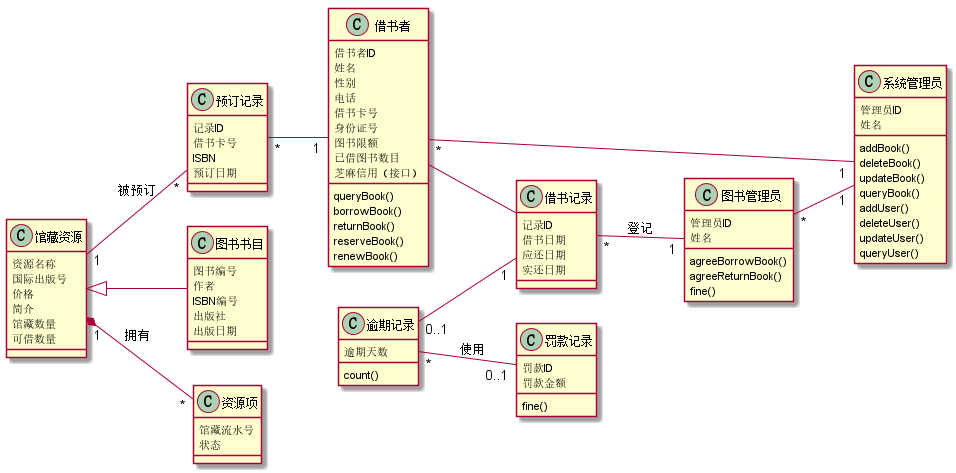 C 馆藏资源
资源名称
国际出版号
价格
简介
馆藏数量
可借数量
1
被预订
*
1
拥有
*
C 预订记录
记录ID
借书卡号
ISBN
预订日期
*
1
C 图书书目
图书编号
作者
ISBN编号
出版社
出版日期
C 资源项
馆藏流水号
状态
C 借书者
借书者ID
姓名
性别
电话
借书卡号
身份证号
图书限额
已借图书数目
芝麻信用（接口）
queryBook()
borrowBook()
returnBook()
reserveBook()
renewBook()
*
1
C 逾期记录
逾期天数
count()
0..1
1
*
使用
0..1
C 借书记录
记录ID
借书日期
应还日期
实还日期
*
登记
1
C 罚款记录
罚款ID
罚款金额
fine()
C 图书管理员
管理员ID
姓名
agreeBorrowBook()
agreeReturnBook()
fine()
*
1
C 系统管理员
管理员ID
姓名
addBook()
deleteBook()
updateBook()
queryBook()
addUser()
deleteUser()
updateUser()
queryUser()